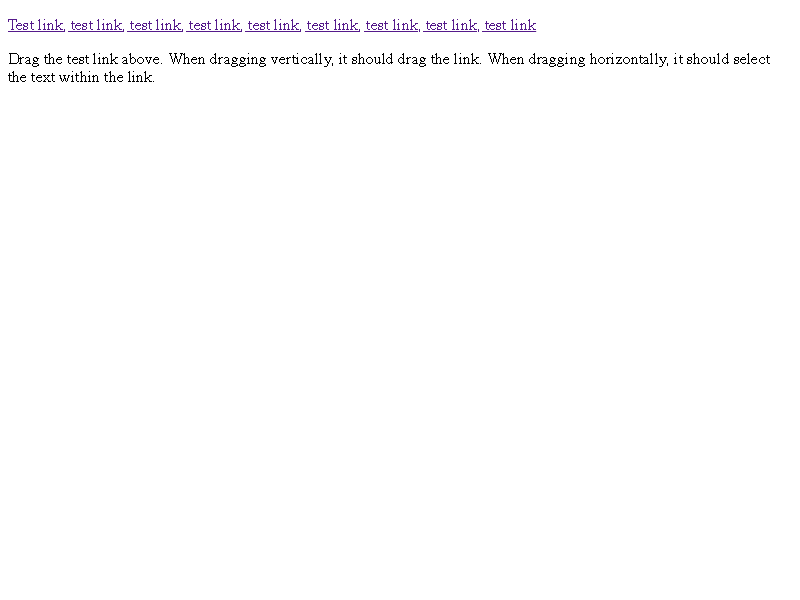 Test link, test link, test link, test link, test link, test link, test link, test link, test link
Drag the test link above. When dragging vertically, it should drag the link. When dragging horizontally, it should select
the text within the link.